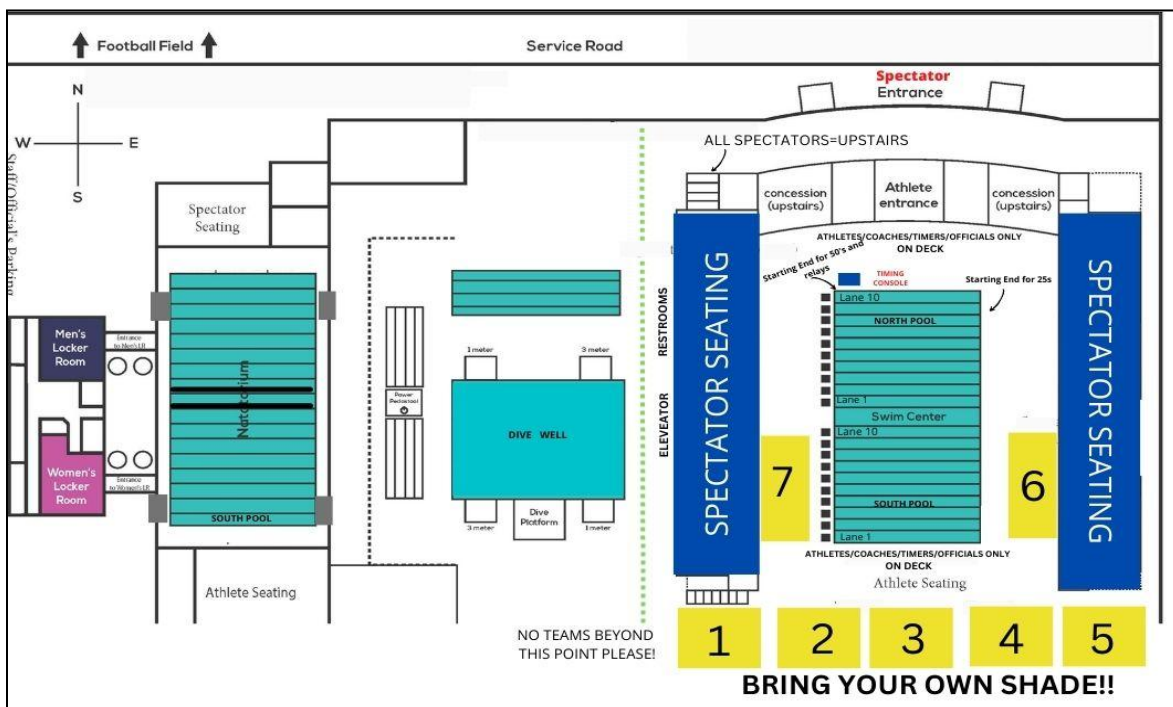 Football Field
Service Road
Spectator
Entrance
N
W
E
S
ALL SPECTATORS=UPSTAIRS
Staff/Official's Parking
Spectator
Seating
concession
(upstairs)
Athlete
entrance
concession
(upstairs)
ATHLETES/COACHES/TIMERS/OFFICIALS ONLY
ON DECK
Starting End for 50's and
relays
TIMING
CONSOLE
Starting End for 25s
Lane 10
NORTH POOL
Lane 1
Swim Center
Lane 10
SOUTH POOL
Lane 1
SPECTATOR SEATING
SPECTATOR SEATING
RESTROOMS
ELEVATOR
Men's
Locker
Room
Entrance
to Men's LR
Natatorium
Women's
Locker
Room
Entrance
to Women's LR
SOUTH POOL
Power
Pedestool
1 meter
3 meter
DIVE WELL
3 meter
Dive
Platform
1 meter
7
6
ATHLETES/COACHES/TIMERS/OFFICIALS ONLY
ON DECK
Athlete Seating
Athlete Seating
NO TEAMS BEYOND
THIS POINT PLEASE!
1
2
3
4
5
BRING YOUR OWN SHADE!!